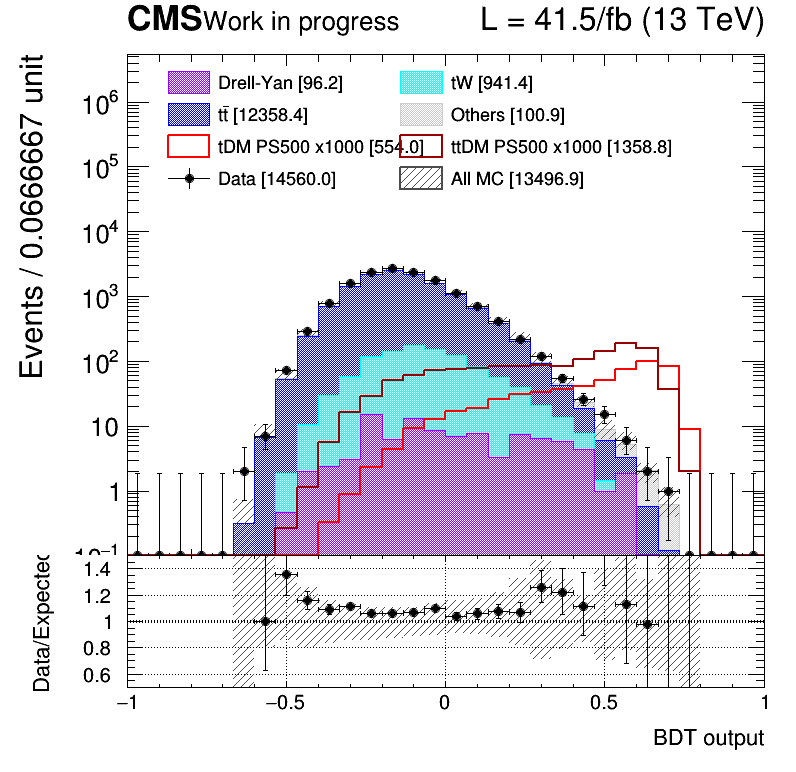 CMS Work in progress L = 41.5/fb (13 TeV)
Events / 0.0666667 unit
Drell-Yan [96.2] tW [941.4]
tt̄ [12358.4] Others [100.9]
tDM PS500 x1000 [554.0] ttDM PS500 x1000 [1358.8]
Data [14560.0] All MC [13496.9]
10⁶
10⁵
10⁴
10³
10²
10
1
10⁻¹
Data/Expected
1.4
1.2
1
0.8
0.6
−1 −0.5 0 0.5 1
BDT output